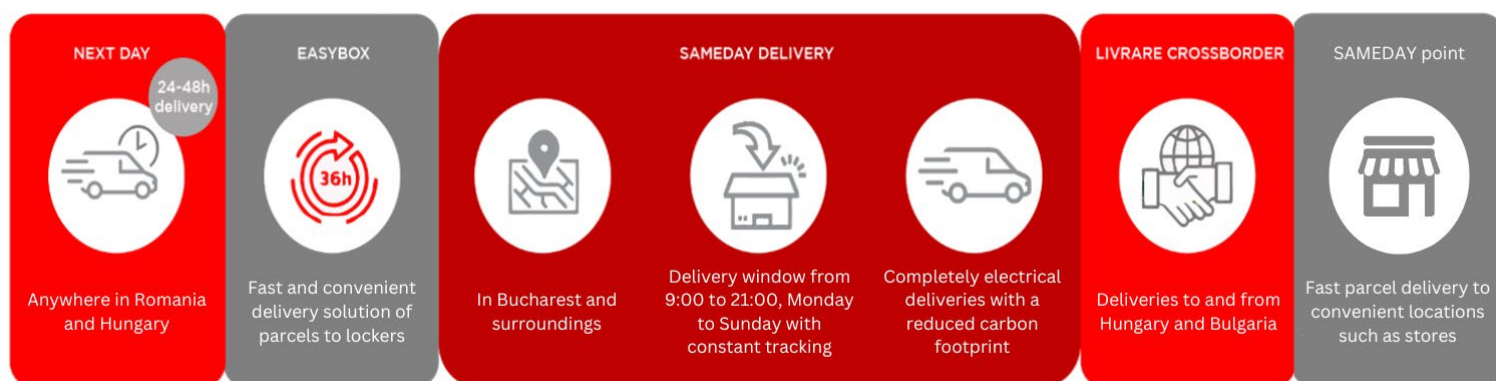 NEXT DAY
24-48h
delivery
Anywhere in Romania
and Hungary
EASYBOX
36h
Fast and convenient
delivery solution of
parcels to lockers
SAMEDAY DELIVERY
In Bucharest and
surroundings
Delivery window from
9:00 to 21:00, Monday
to Sunday with
constant tracking
Completely electrical
deliveries with a
reduced carbon
footprint
LIVRARE CROSSBORDER
Deliveries to and from
Hungary and Bulgaria
SAMEDAY point
Fast parcel delivery to
convenient locations
such as stores